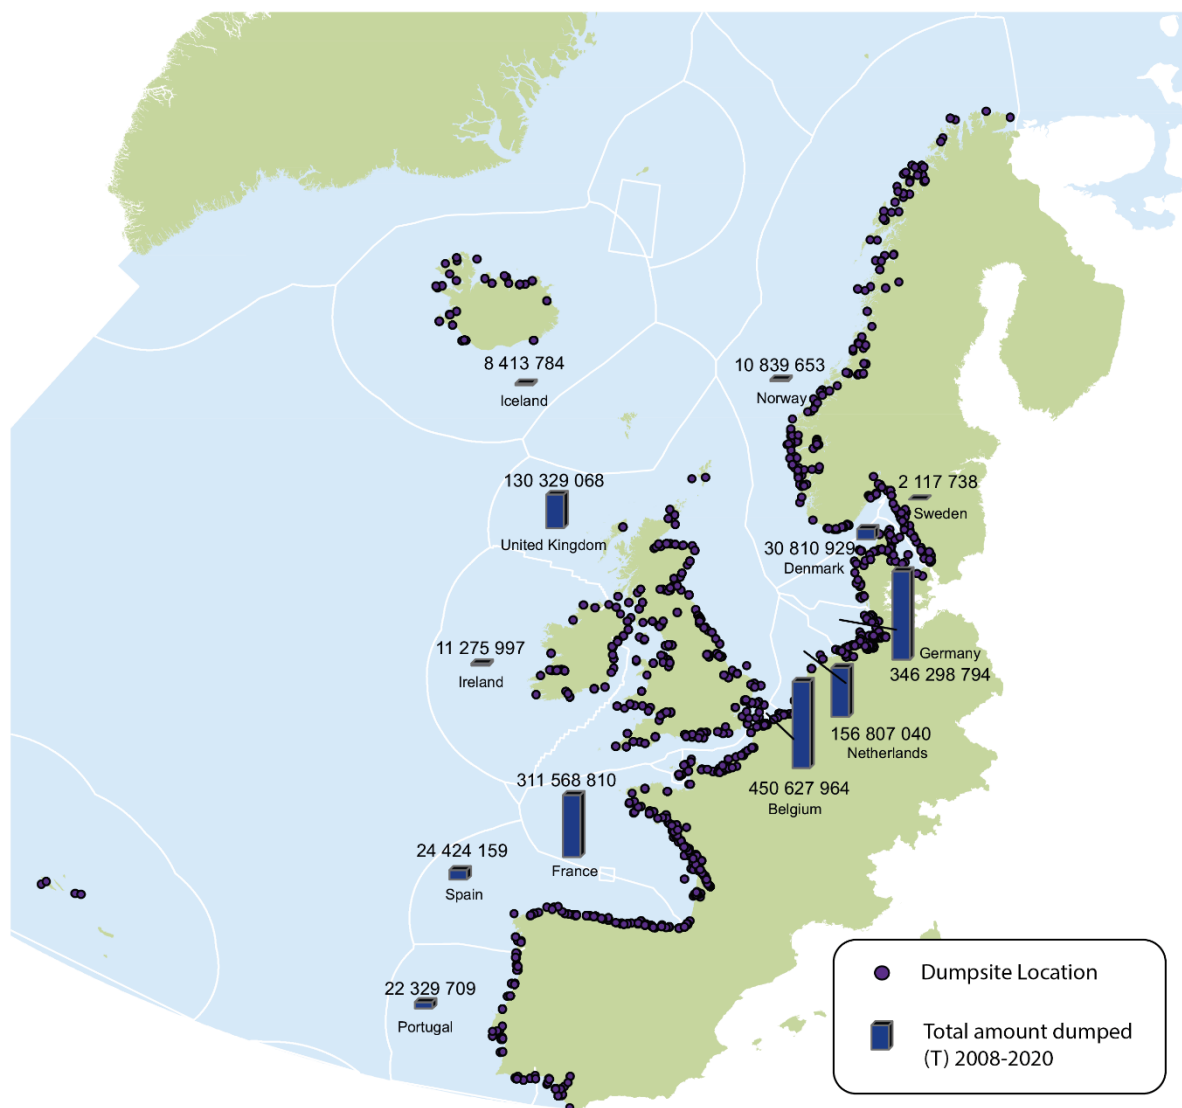 8 413 784
Iceland
10 839 653
Norway
130 329 068
United Kingdom
2 117 738
Sweden
30 810 929
Denmark
11 275 997
Ireland
Germany
346 298 794
156 807 040
Netherlands
311 568 810
France
450 627 964
Belgium
24 424 159
Spain
22 329 709
Portugal
Dumpsite Location
Total amount dumped
(T) 2008-2020